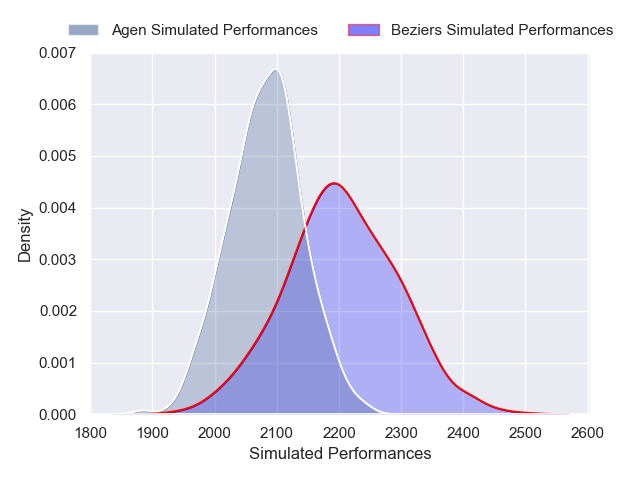 Agen Simulated Performances Beziers Simulated Performances
0.007
0.006
0.005
0.004
0.003
0.002
0.001
0.000
Density
1800 1900 2000 2100 2200 2300 2400 2500 2600
Simulated Performances